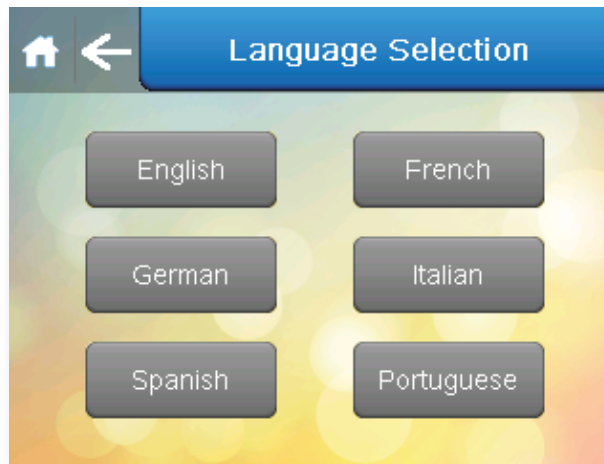 Language Selection
English
French
German
Italian
Spanish
Portuguese